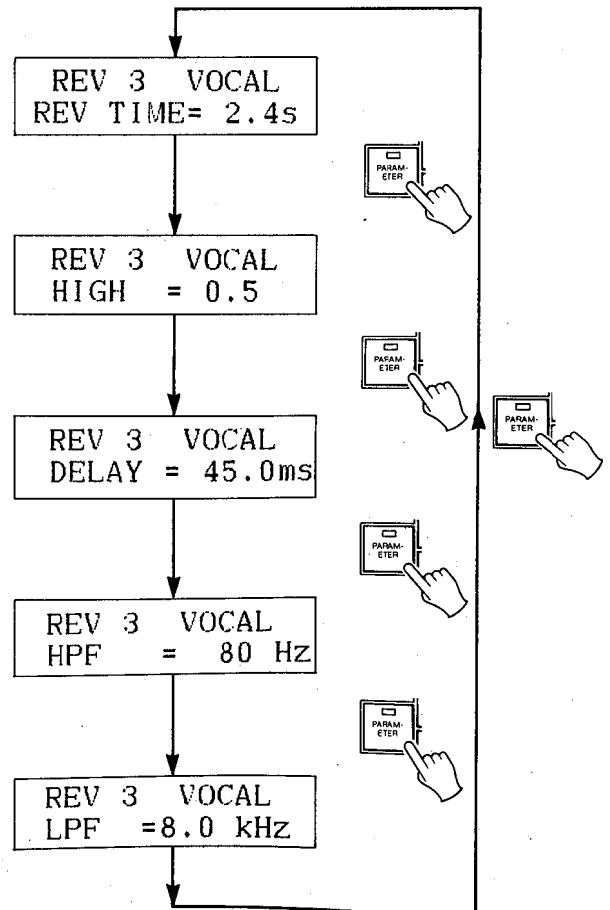 REV 3 VOCAL
REV TIME= 2.4s
PARAM-
ETER
REV 3 VOCAL
HIGH = 0.5
PARAM-
ETER
PARAM-
ETER
REV 3 VOCAL
DELAY = 45.0ms
PARAM-
ETER
REV 3 VOCAL
HPF = 80 Hz
PARAM-
ETER
REV 3 VOCAL
LPF =8.0 kHz